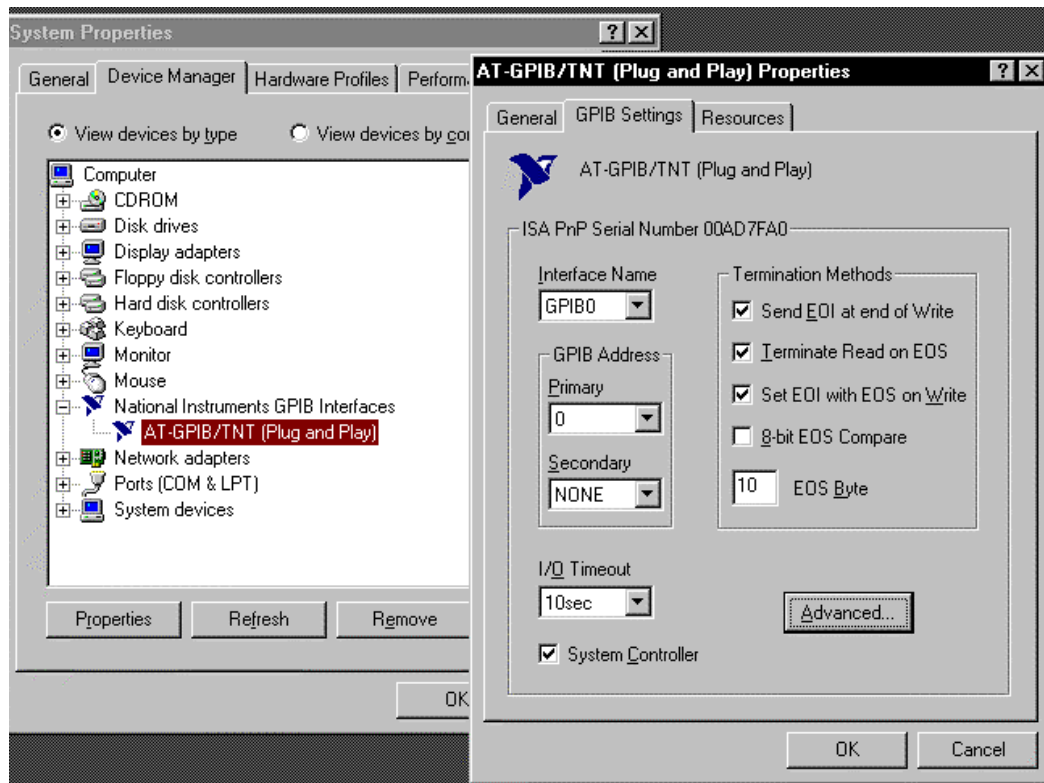 System Properties
General
Device Manager
Hardware Profiles
Perform
View devices by type
View devices by co
Computer
CDROM
Disk drives
Display adapters
Floppy disk controllers
Hard disk controllers
Keyboard
Monitor
Mouse
National Instruments GPIB Interfaces
AT-GPIB/TNT (Plug and Play)
Network adapters
Ports (COM & LPT)
System devices
Properties
Refresh
Remove
OK
AT-GPIB/TNT (Plug and Play) Properties
General
GPIB Settings
Resources
AT-GPIB/TNT (Plug and Play)
ISA PnP Serial Number 00AD7FA0
Interface Name
GPIB0
GPIB Address
Primary
0
Secondary
NONE
I/O Timeout
10sec
System Controller
Termination Methods
Send EOI at end of Write
Terminate Read on EOS
Set EOI with EOS on Write
8-bit EOS Compare
10 EOS Byte
Advanced...
OK
Cancel